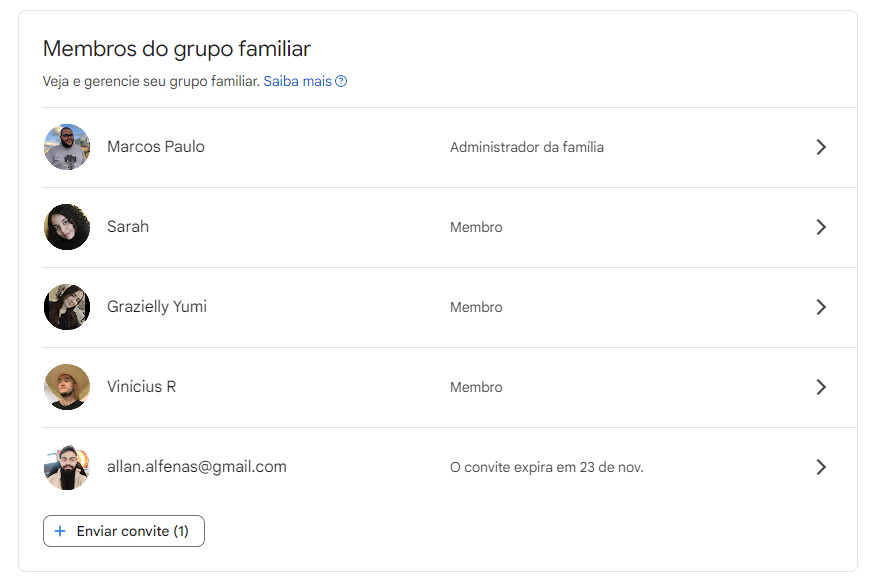 Membros do grupo familiar
Veja e gerencie seu grupo familiar. Saiba mais
Marcos Paulo Administrador da família
Sarah Membro
Grazielly Yumi Membro
Vinícius R Membro
allan.alfenas@gmail.com O convite expira em 23 de nov.
+ Enviar convite (1)